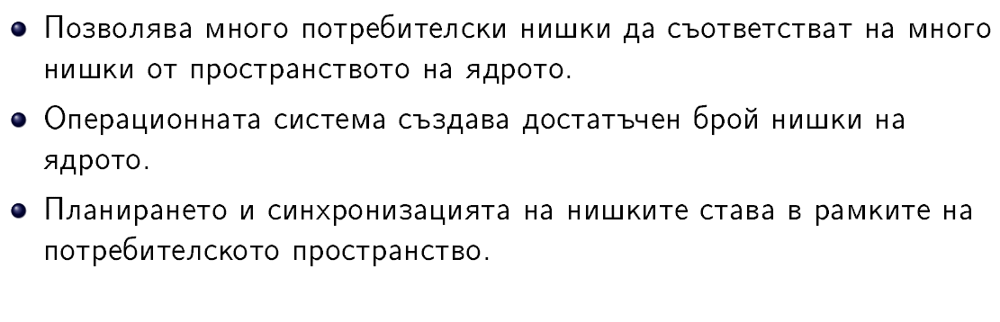 • Позволява много потребителски нишки да съответстват на много
нишки от пространството на ядрото.
• Операционната система създава достатъчен брой нишки на
ядрото.
• Планирането и синхронизацията на нишките става в рамките на
потребителското пространство.